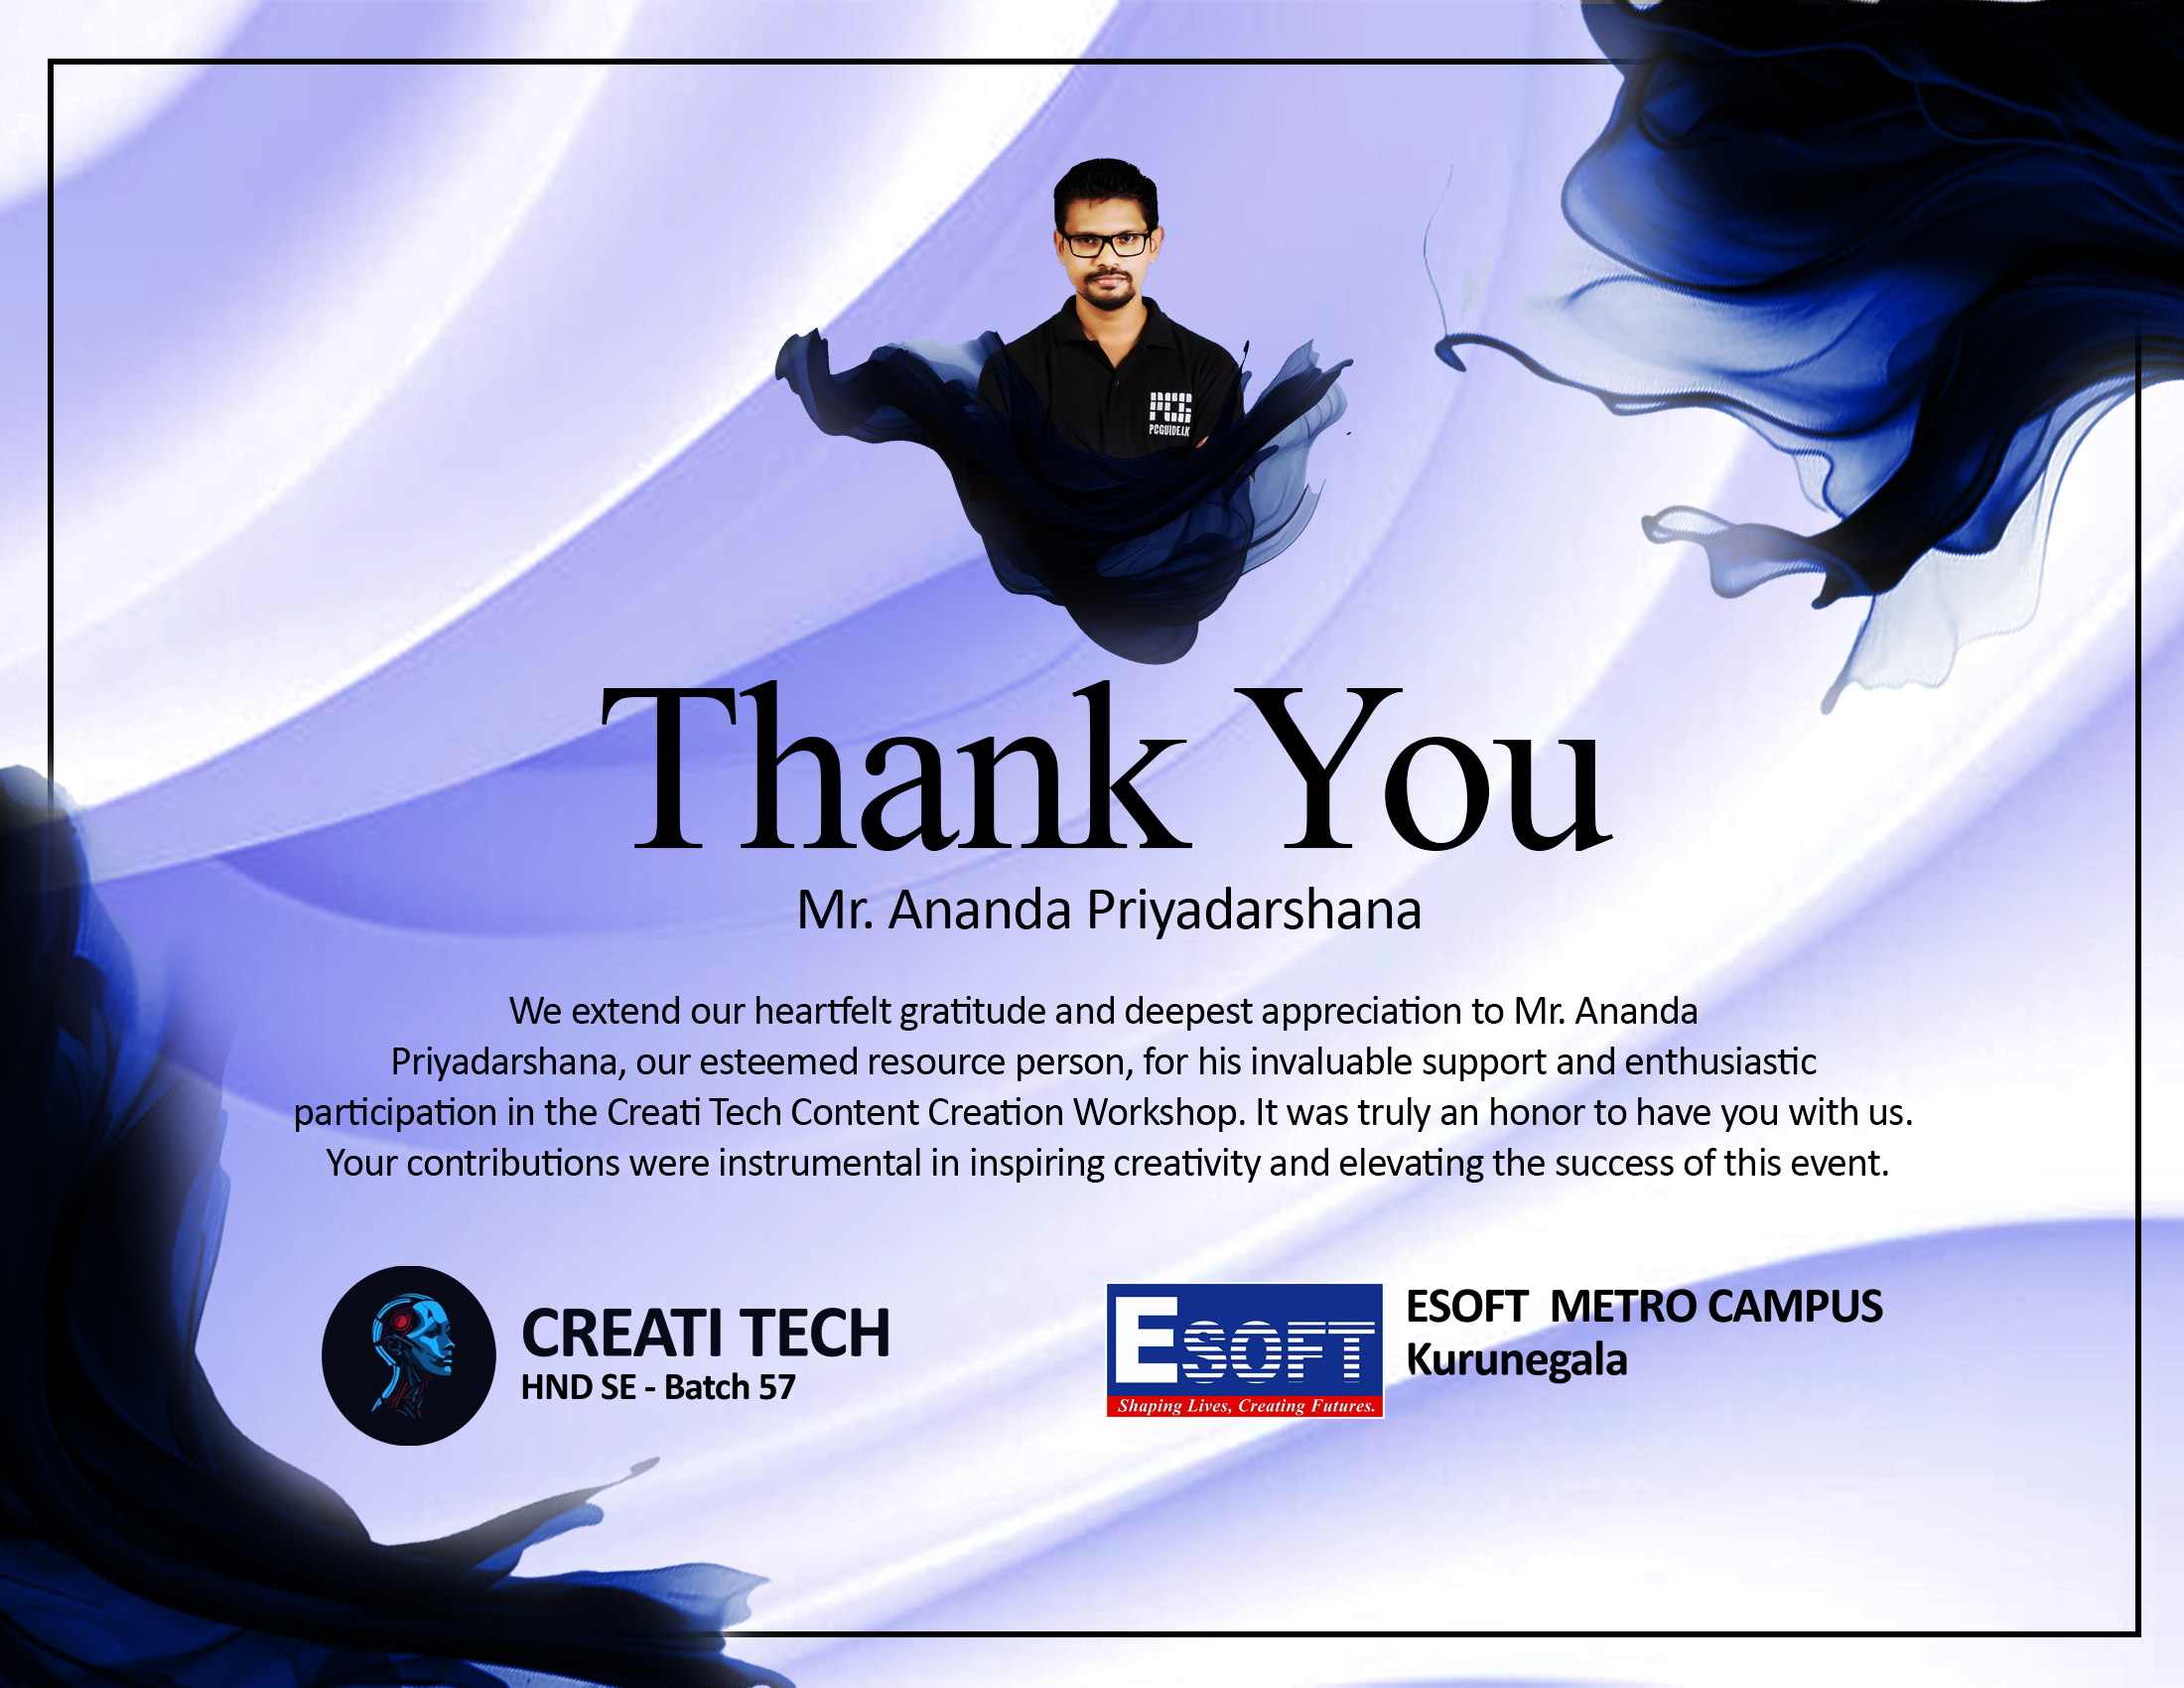 PCG
PCGUIDE.LK
Thank You
Mr. Ananda Priyadarshana
We extend our heartfelt gratitude and deepest appreciation to Mr. Ananda
Priyadarshana, our esteemed resource person, for his invaluable support and enthusiastic
participation in the Creati Tech Content Creation Workshop. It was truly an honor to have you with us.
Your contributions were instrumental in inspiring creativity and elevating the success of this event.
CREATI TECH
HND SE - Batch 57
ESOFT
Shaping Lives, Creating Futures.
ESOFT METRO CAMPUS
Kurunegala